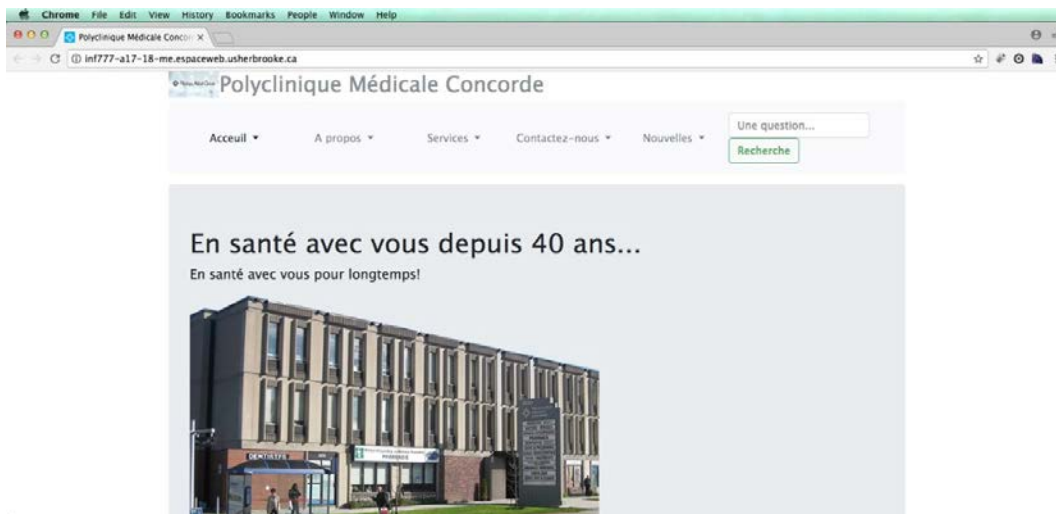 Chrome File Edit View History Bookmarks People Window Help
Polyclinique Médicale Concor
inf777-a17-18-me.espaceweb.usherbrooke.ca
Polyclinique Médicale Concorde
Acceuil A propos Services Contactez-nous Nouvelles Une question...
Recherche
En santé avec vous depuis 40 ans...
En santé avec vous pour longtemps!
DENTISTES